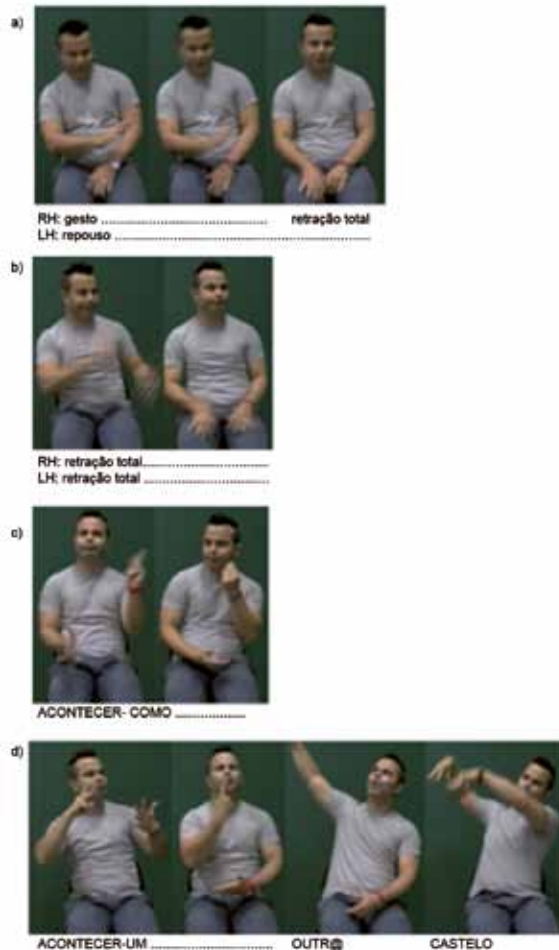 a)
RH: gesto ............................................ retração total
LH: repouso ....................................................................
b)
RH: retração total..................................
LH: retração total ..................................
c)
ACONTECER- COMO ...................
d)
ACONTECER-UM .................................. OUTR@ CASTELO